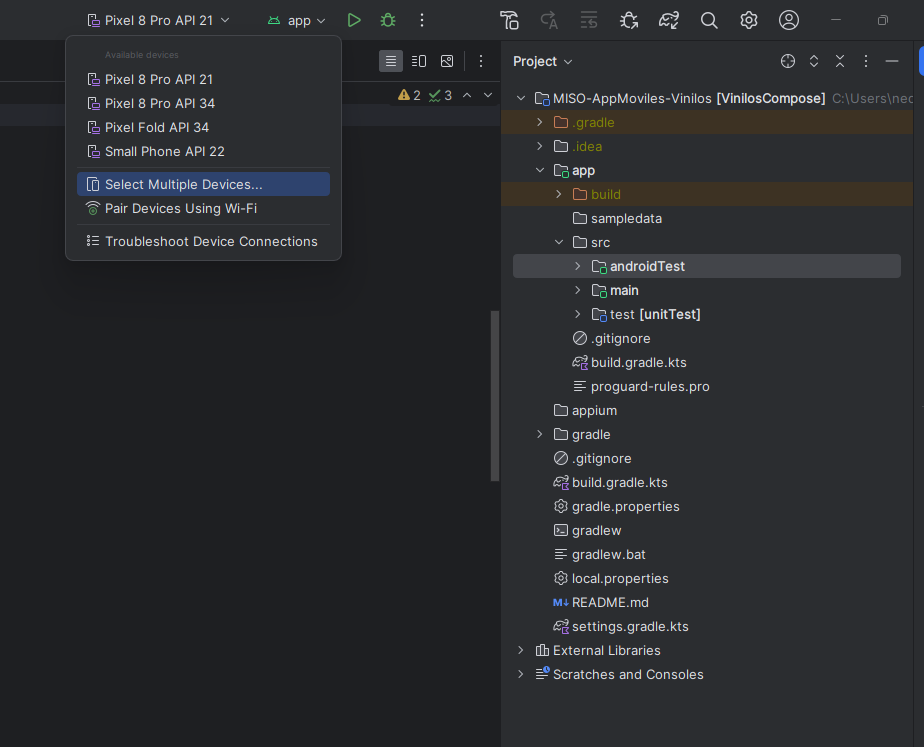 Pixel 8 Pro API 21
app
Available devices
Pixel 8 Pro API 21
Pixel 8 Pro API 34
Pixel Fold API 34
Small Phone API 22
Select Multiple Devices...
Pair Devices Using Wi-Fi
Troubleshoot Device Connections
2 3
Project
MISO-AppMoviles-Vinilos [VinilosCompose] C:\Users\
.gradle
.idea
app
build
sampledata
src
androidTest
main
test [unitTest]
.gitignore
build.gradle.kts
proguard-rules.pro
appium
gradle
.gitignore
build.gradle.kts
gradle.properties
gradlew
gradlew.bat
local.properties
M↓ README.md
settings.gradle.kts
External Libraries
Scratches and Consoles